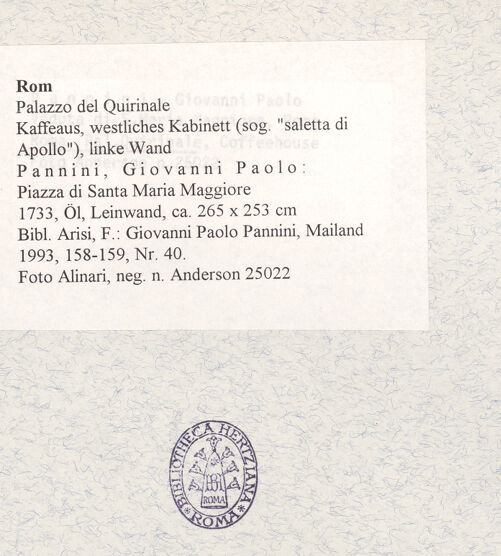 Rom
Palazzo del Quirinale
Kaffeaus, westliches Kabinett (sog. "saletta di
Apollo"), linke Wand
Pannini, Giovanni Paolo:
Piazza di Santa Maria Maggiore
1733, Öl, Leinwand, ca. 265 x 253 cm
Bibl. Arisi, F.: Giovanni Paolo Pannini, Mailand
1993, 158-159, Nr. 40.
Foto Alinari, neg. n. Anderson 25022
BIBLIOTHECA HERTZIANA
ROMA
ROMA